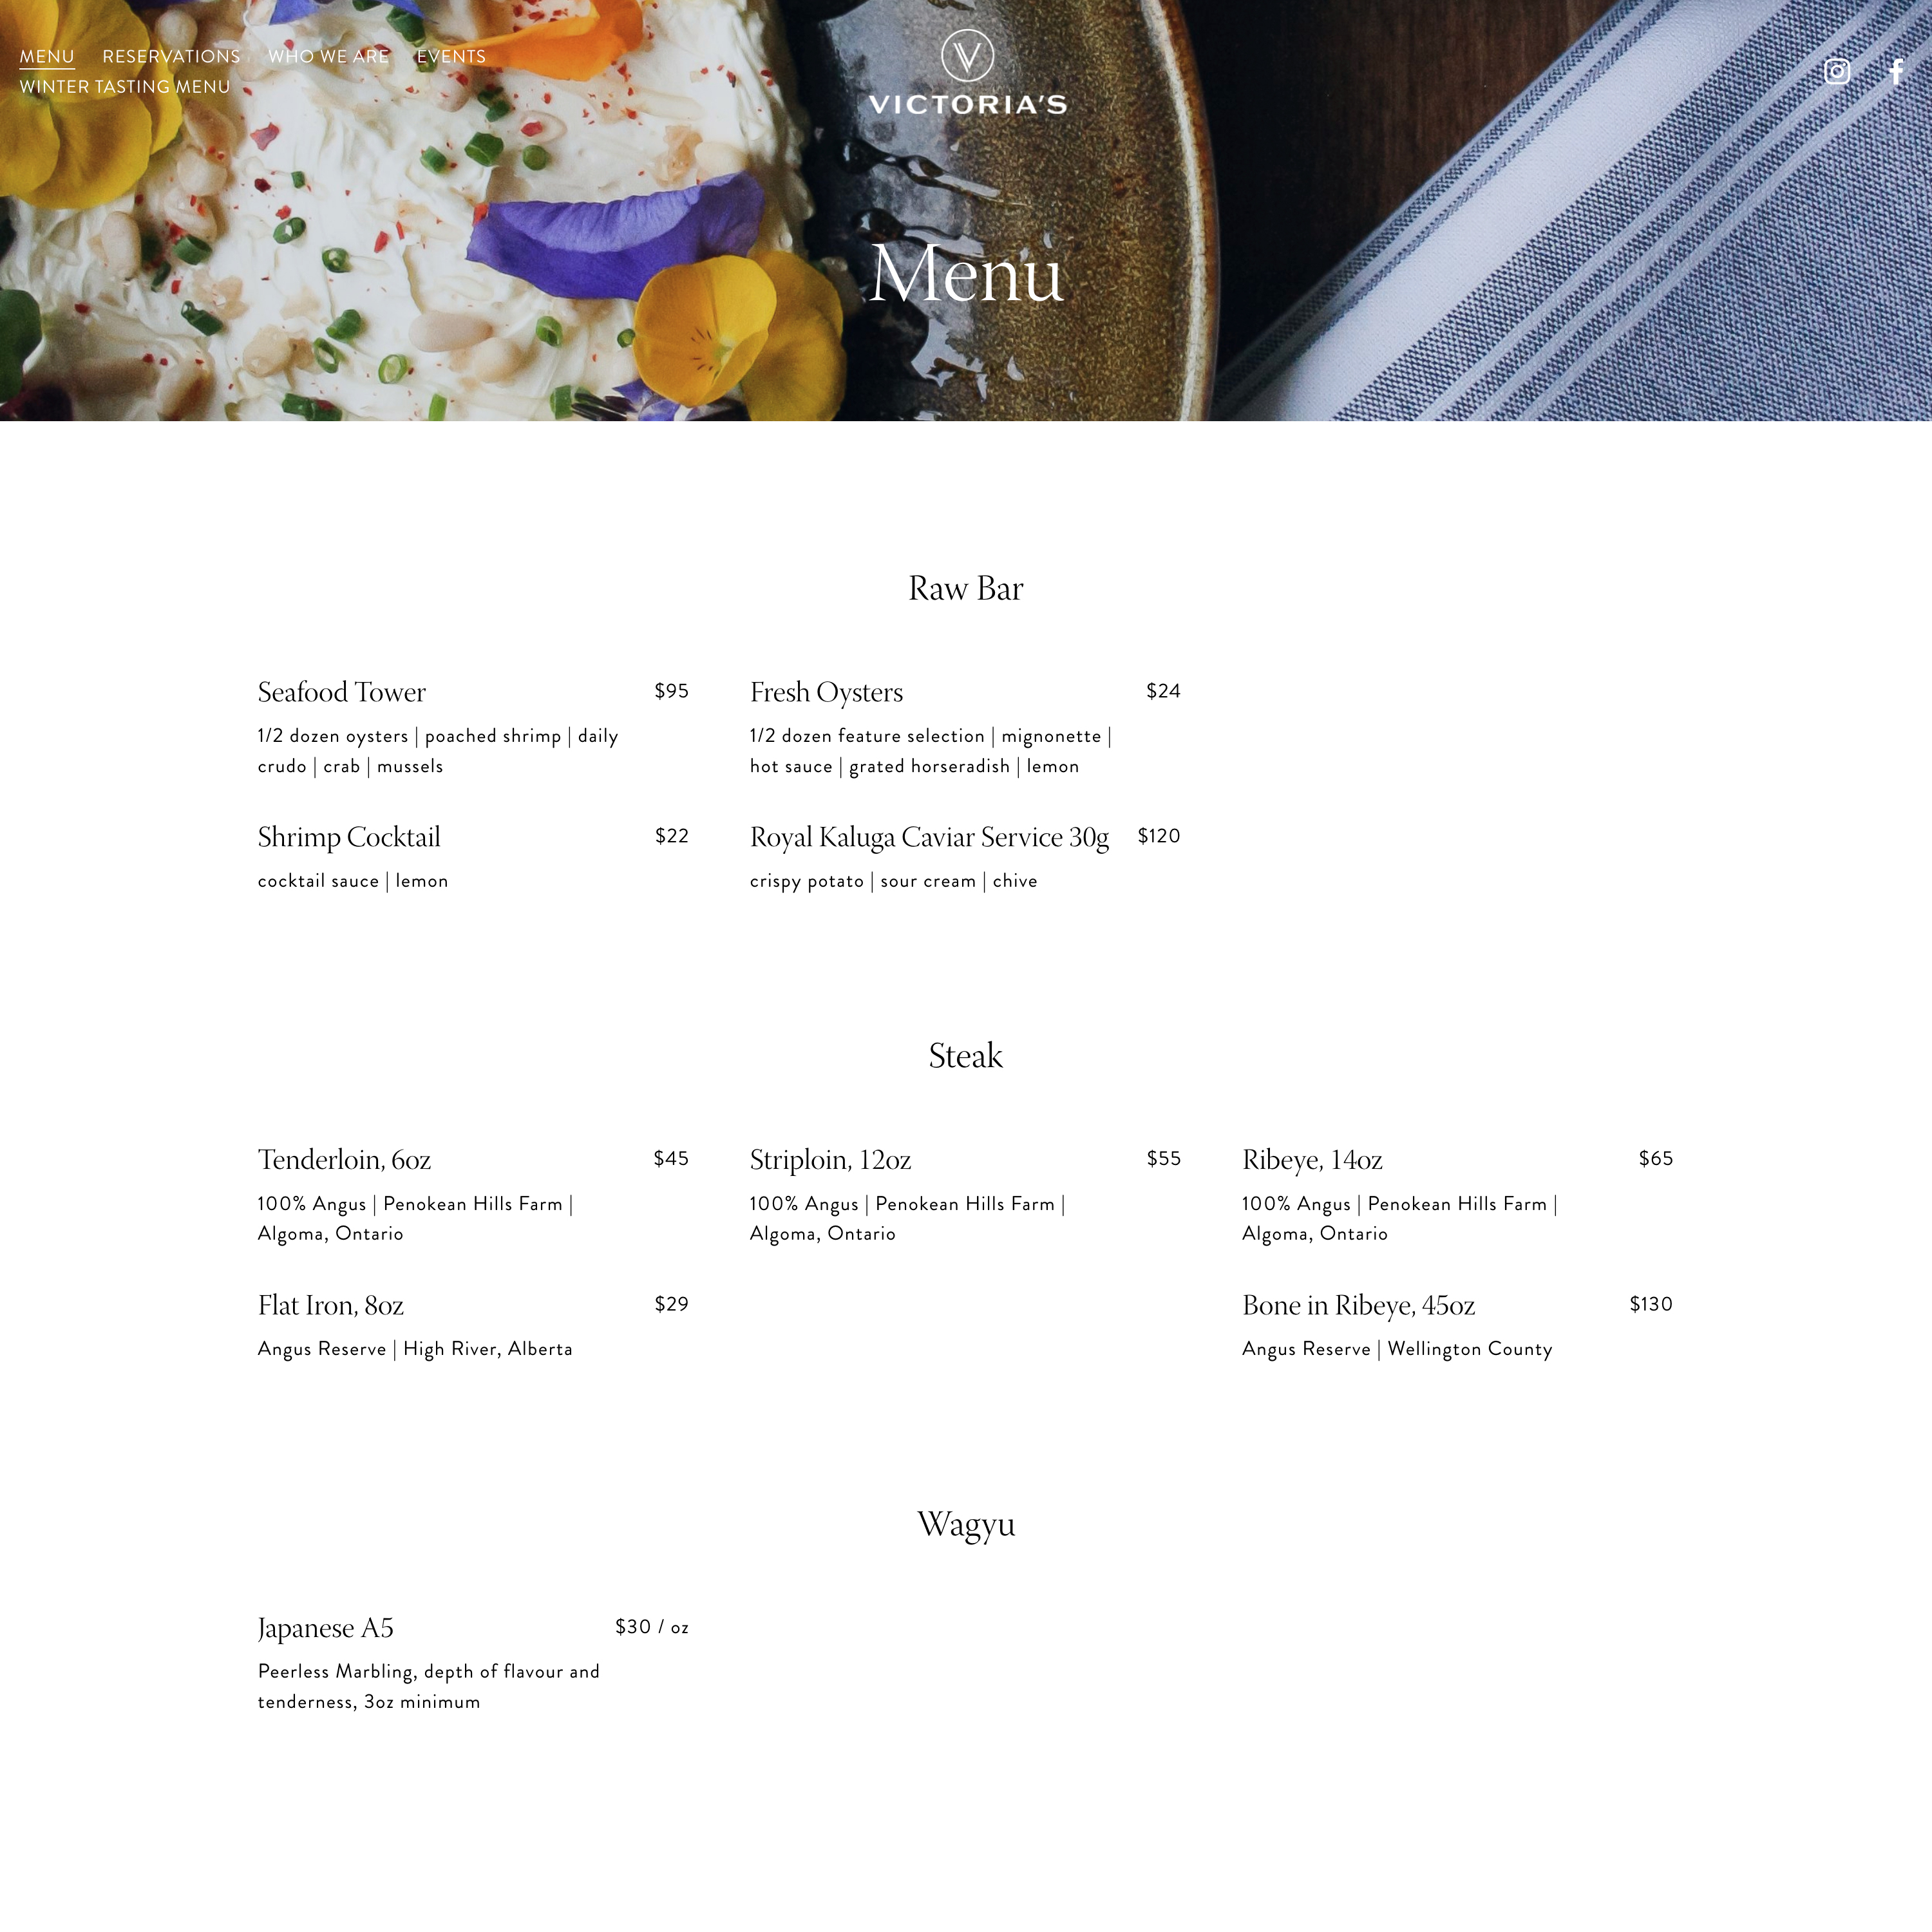 MENU RESERVATIONS WHO WE ARE EVENTS
WINTER TASTING MENU
VICTORIA'S
Menu
Raw Bar
Seafood Tower $95
1/2 dozen oysters | poached shrimp | daily
crudo | crab | mussels
Fresh Oysters $24
1/2 dozen feature selection | mignonette |
hot sauce | grated horseradish | lemon
Shrimp Cocktail $22
cocktail sauce | lemon
Royal Kaluga Caviar Service 30g $120
crispy potato | sour cream | chive
Steak
Tenderloin, 6oz $45
100% Angus | Penokean Hills Farm |
Algoma, Ontario
Striploin, 12oz $55
100% Angus | Penokean Hills Farm |
Algoma, Ontario
Ribeye, 14oz $65
100% Angus | Penokean Hills Farm |
Algoma, Ontario
Flat Iron, 8oz $29
Angus Reserve | High River, Alberta
Bone in Ribeye, 45oz $130
Angus Reserve | Wellington County
Wagyu
Japanese A5 $30 / oz
Peerless Marbling, depth of flavour and
tenderness, 3oz minimum